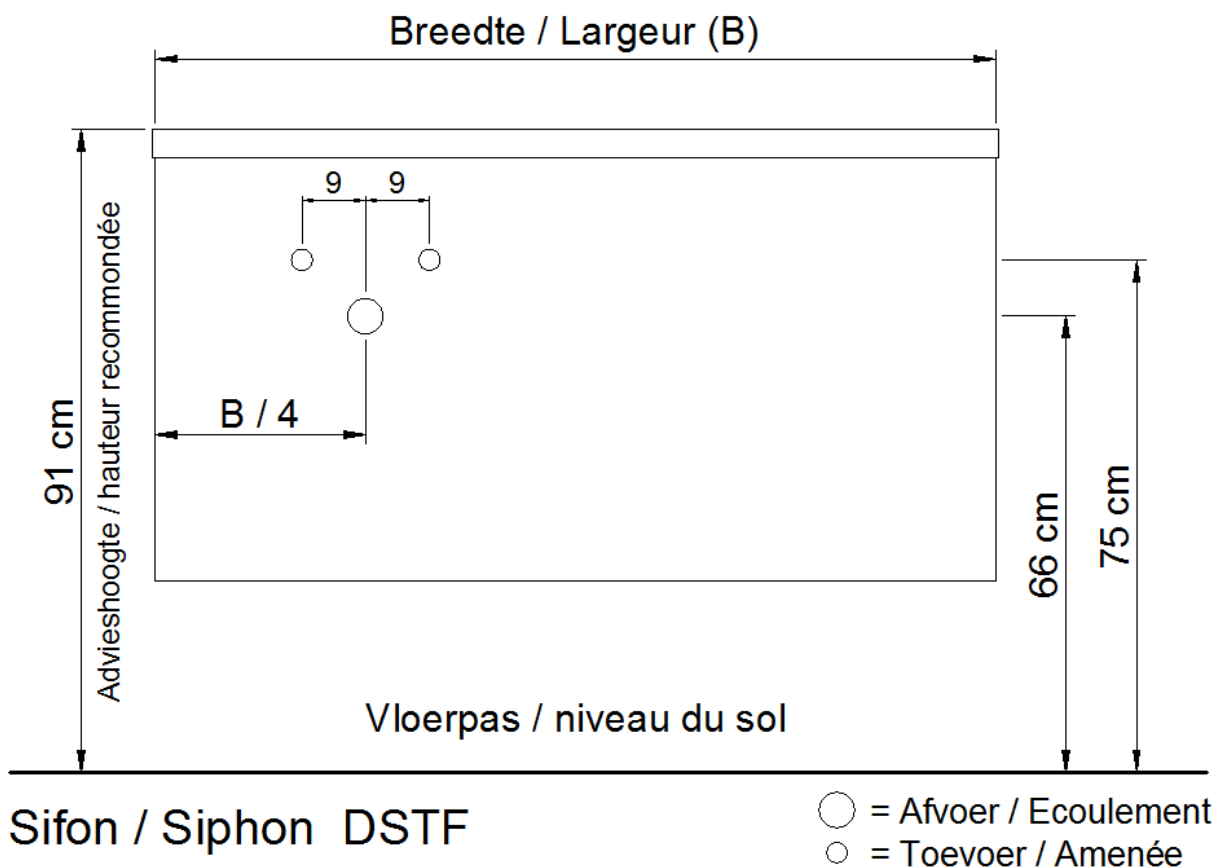 Breedte / Largeur (B)
9
9
91 cm
Advieshoogte / hauteur recommondée
B / 4
66 cm
75 cm
Vloerpas / niveau du sol
Sifon / Siphon DSTF
= Afvoer / Ecoulement
= Toevoer / Amenée